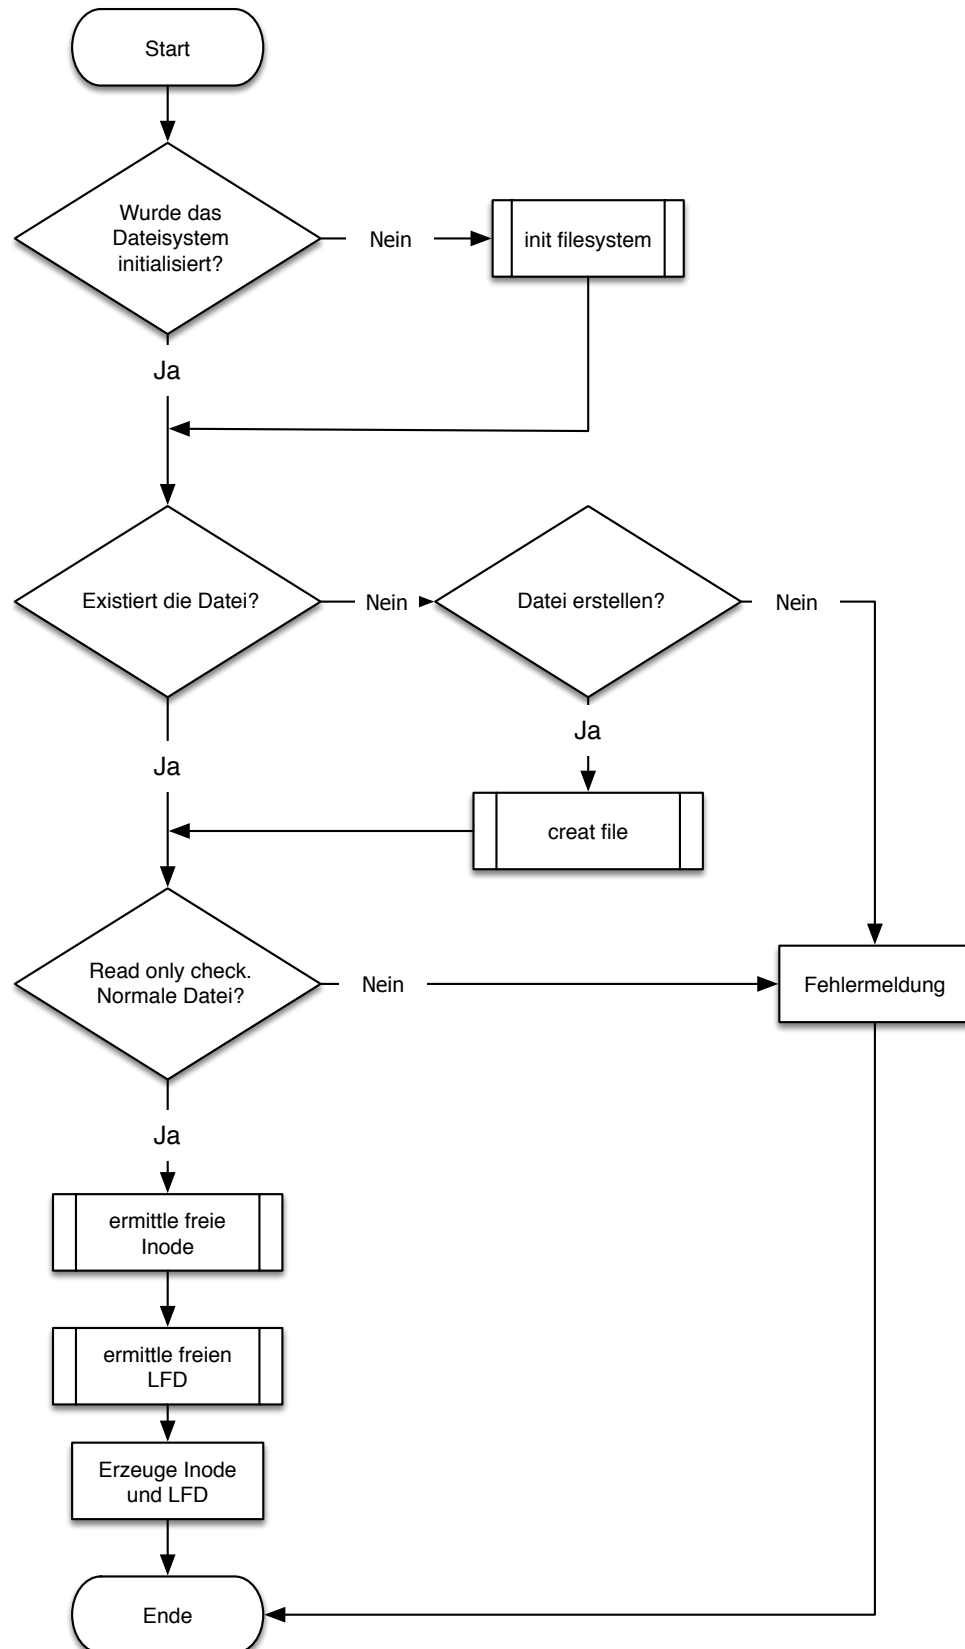 Start
Wurde das
Dateisystem
initialisiert?
Nein
init filesystem
Ja
Existiert die Datei?
Nein
Datei erstellen?
Nein
Ja
Ja
creat file
Read only check.
Normale Datei?
Nein
Fehlermeldung
Ja
ermittle freie
Inode
ermittle freien
LFD
Erzeuge Inode
und LFD
Ende